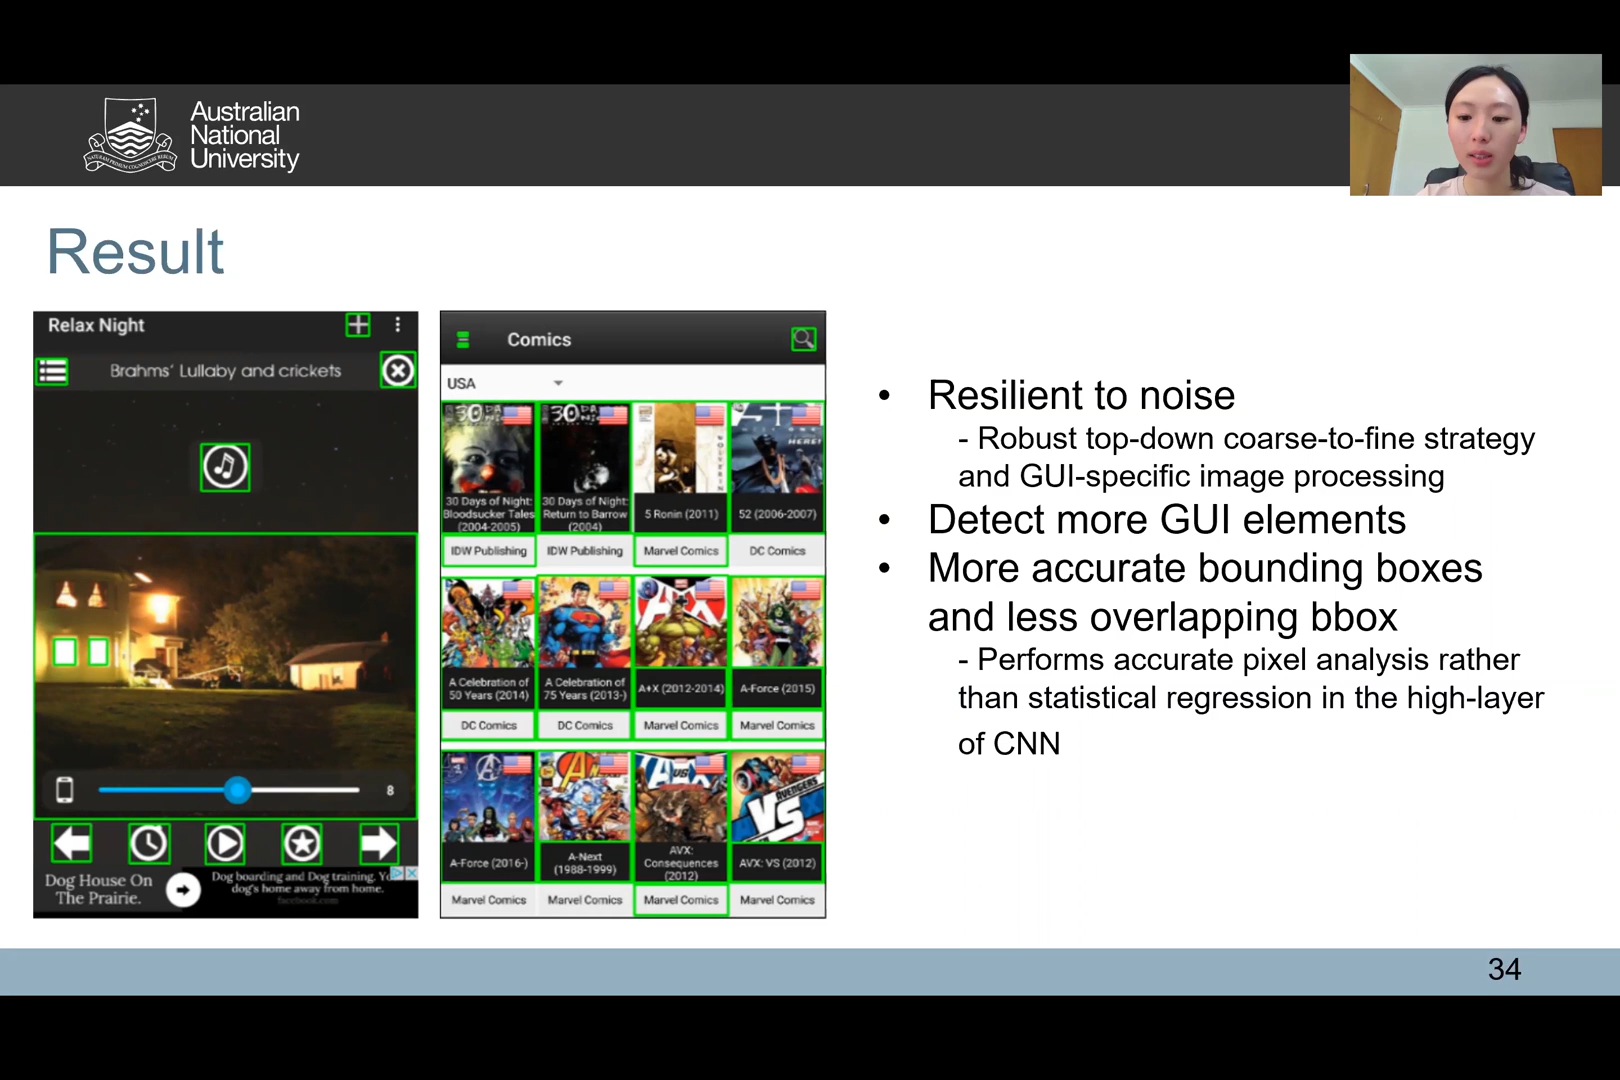 Australian
National
University
Result
Relax Night
Brahms' Lullaby and crickets
8
Dog House On
The Prairie.
Dog boarding and Dog training.
dog's home away from home.
facebook.com
Comics
USA
30 Days of Night:
Bloodsucker Tales
(2004-2005)
30 Days of Night:
Return to Barrow
(2004)
5 Ronin (2011)
52 (2006-2007)
IDW Publishing
IDW Publishing
Marvel Comics
DC Comics
A Celebration of
50 Years (2014)
A Celebration of
75 Years (2013-)
A+X (2012-2014)
A-Force (2015)
DC Comics
DC Comics
Marvel Comics
Marvel Comics
A-Force (2016-)
A-Next
(1988-1999)
AVX:
Consequences
(2012)
AVX: VS (2012)
Marvel Comics
Marvel Comics
Marvel Comics
Marvel Comics
• Resilient to noise
- Robust top-down coarse-to-fine strategy
and GUI-specific image processing
• Detect more GUI elements
• More accurate bounding boxes
and less overlapping bbox
- Performs accurate pixel analysis rather
than statistical regression in the high-layer
of CNN
34